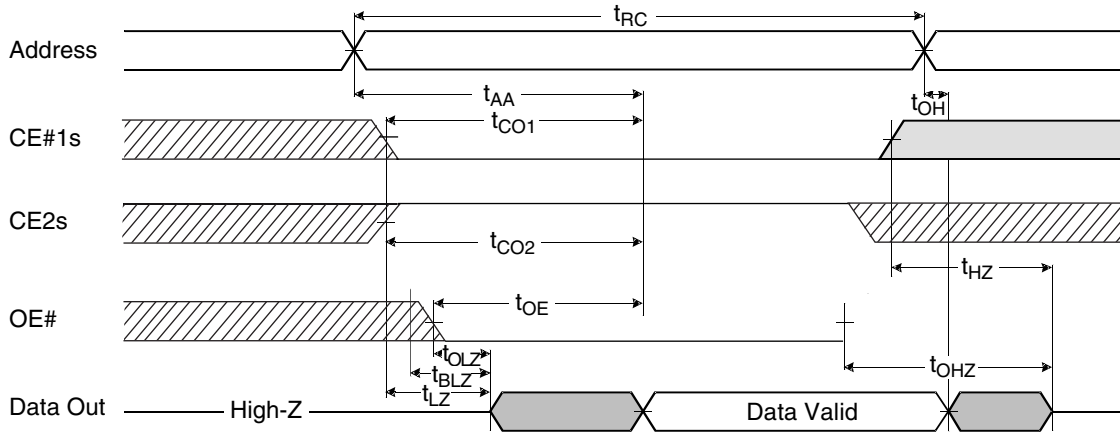 tRC
Address
tAA
tOH
CE#1s
tCO1
CE2s
tCO2
tHZ
OE#
tOE
tOLZ
tOHZ
tBLZ
tLZ
Data Out
High-Z
Data Valid